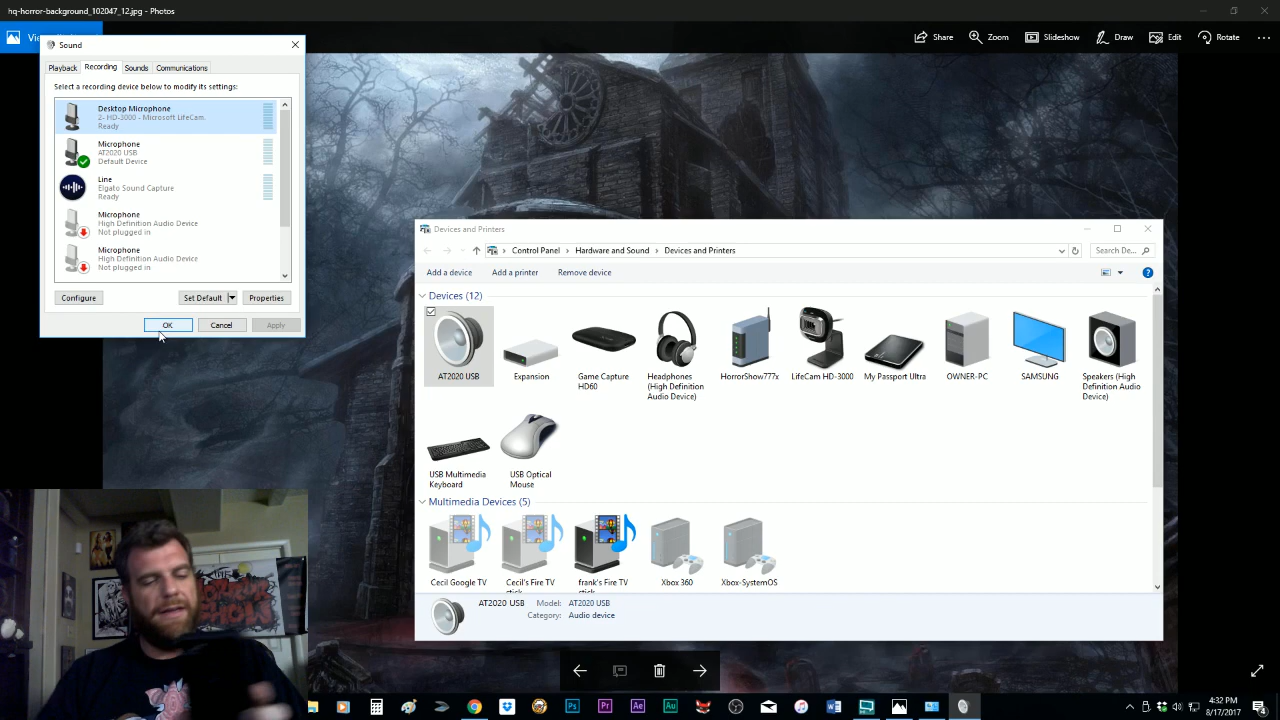 hq-horror-background_102047_12.jpg - Photos
Share
Zoom
Slideshow
Draw
Edit
Rotate
Sound
Playback
Recording
Sounds
Communications
Select a recording device below to modify its settings:
Desktop Microphone
2- HD-3000 - Microsoft LifeCam.
Ready
Microphone
AT2020 USB
Default Device
Line
Elgato Sound Capture
Ready
Microphone
High Definition Audio Device
Not plugged in
Microphone
High Definition Audio Device
Not plugged in
Configure
Set Default
Properties
OK
Cancel
Apply
Devices and Printers
Control Panel
Hardware and Sound
Devices and Printers
Search De...
Add a device
Add a printer
Remove device
Devices (12)
AT2020 USB
Expansion
Game Capture
HD60
Headphones
(High Definition
Audio Device)
HorrorShow777x
LifeCam HD-3000
My Passport Ultra
OWNER-PC
SAMSUNG
Speakers (High
Definition Audio
Device)
USB Multimedia
Keyboard
USB Optical
Mouse
Multimedia Devices (5)
Cecil Google TV
Cecil's Fire TV
stick
frank's Fire TV
stick
Xbox 360
Xbox-SystemOS
AT2020 USB
Model: AT2020 USB
Category: Audio device
Ps
Pr
Ae
Au
4:32 PM
8/17/2017